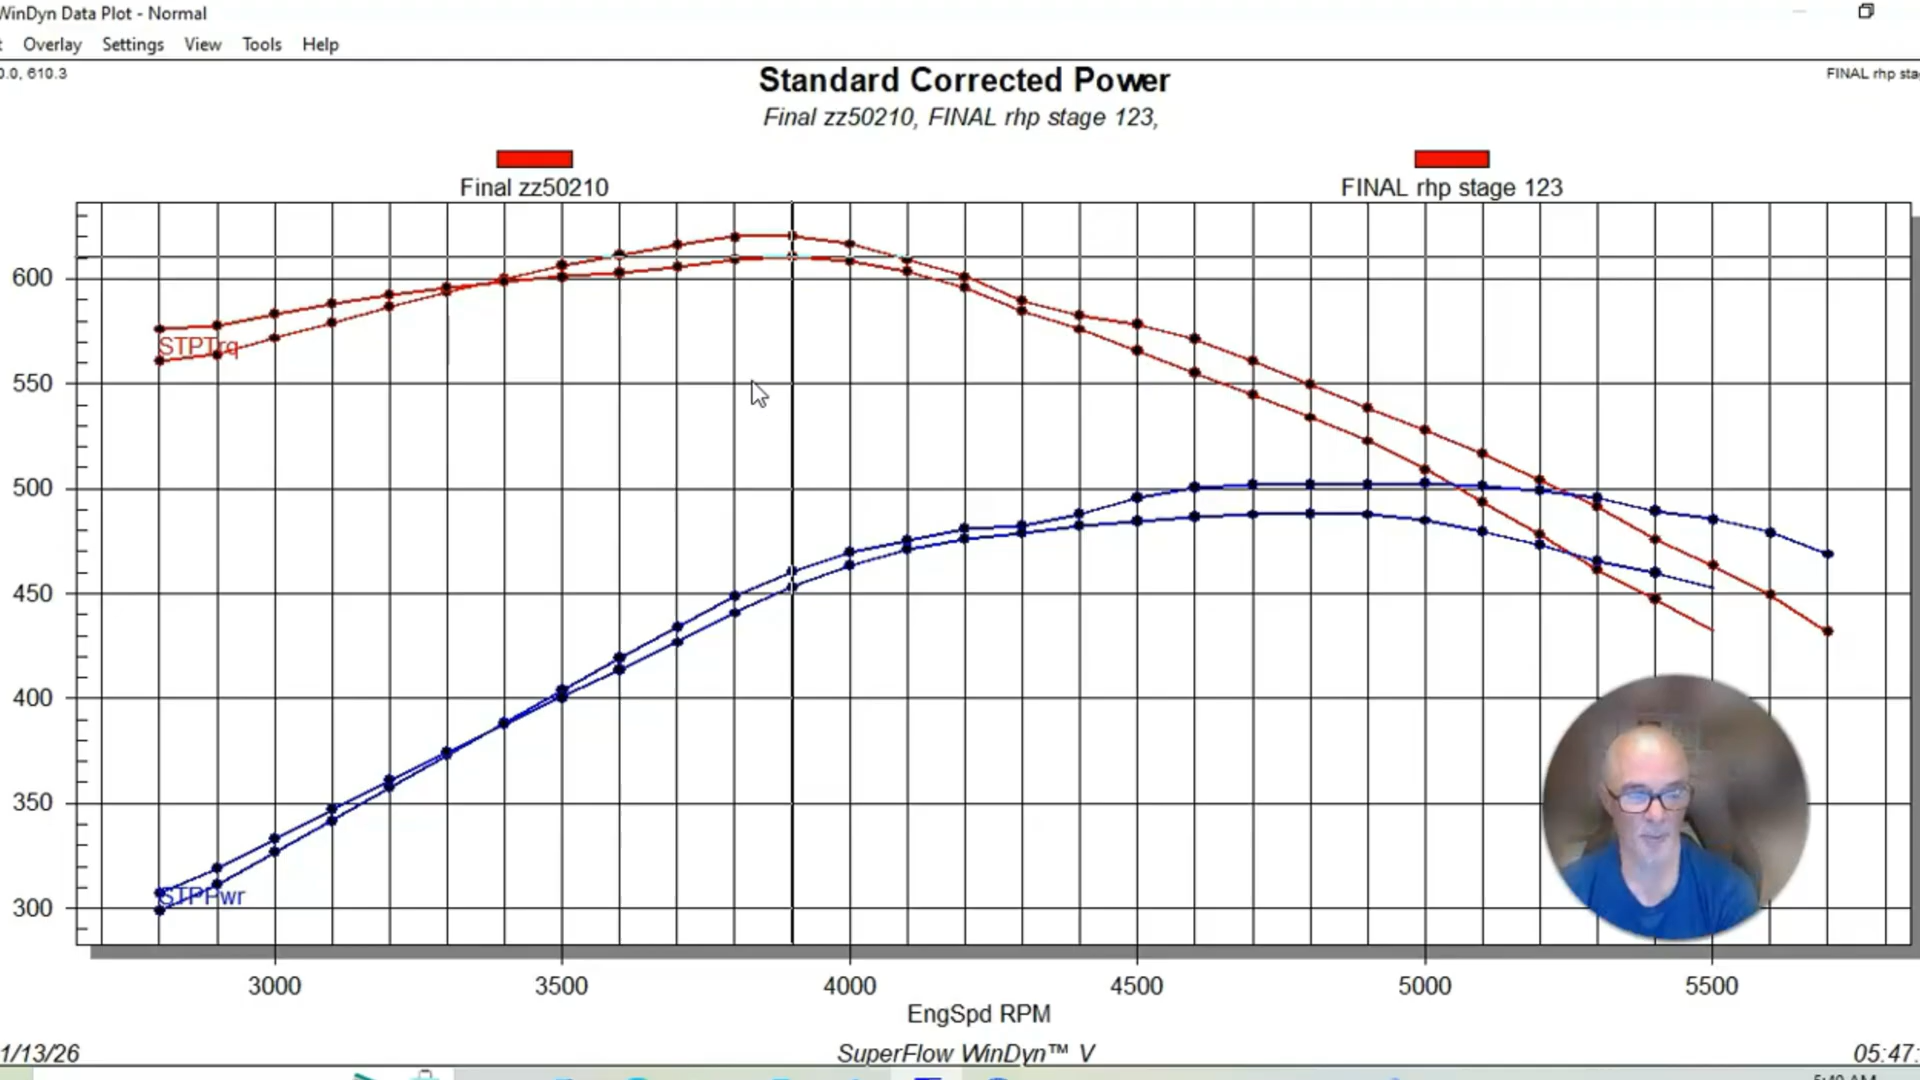 WinDyn Data Plot - Normal
Overlay Settings View Tools Help
0.0, 610.3
FINAL rhp sta
Standard Corrected Power
Final zz50210, FINAL rhp stage 123,
Final zz50210
FINAL rhp stage 123
600
550
500
450
400
350
300
STPTrq
STPPwr
3000 3500 4000 4500 5000 5500
EngSpd RPM
1/13/26
SuperFlow WinDyn™ V
05:47: